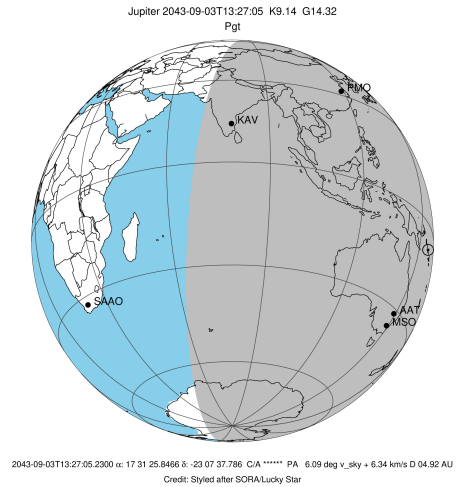 Jupiter 2043-09-03T13:27:05 K9.14 G14.32
Pgt
PMO
KAV
SAAO
AAT
MSO
2043-09-03T13:27:05.2300 α: 17 31 25.8466 δ: -23 07 37.786 C/A ****** PA 6.09 deg v_sky + 6.34 km/s D 04.92 AU
Credit: Styled after SORA/Lucky Star